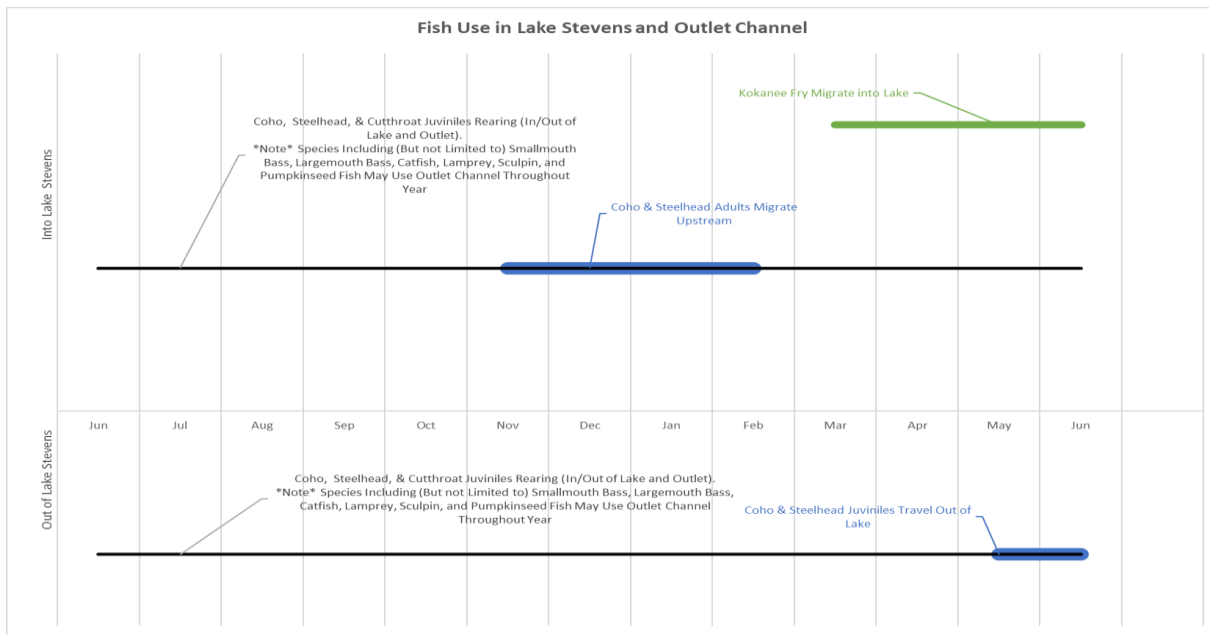 Fish Use in Lake Stevens and Outlet Channel
Kokanee Fry Migrate into Lake
Coho, Steelhead, & Cutthroat Juviniles Rearing (In/Out of
Lake and Outlet).
*Note* Species Including (But not Limited to) Smallmouth
Bass, Largemouth Bass, Catfish, Lamprey, Sculpin, and
Pumpkinseed Fish May Use Outlet Channel Throughout
Year
Into Lake Stevens
Coho & Steelhead Adults Migrate
Upstream
Jun Jul Aug Sep Oct Nov Dec Jan Feb Mar Apr May Jun
Out of Lake Stevens
Coho, Steelhead, & Cutthroat Juviniles Rearing (In/Out of Lake and Outlet).
*Note* Species Including (But not Limited to) Smallmouth Bass, Largemouth Bass,
Catfish, Lamprey, Sculpin, and Pumpkinseed Fish May Use Outlet Channel
Throughout Year
Coho & Steelhead Juveniles Travel Out of
Lake